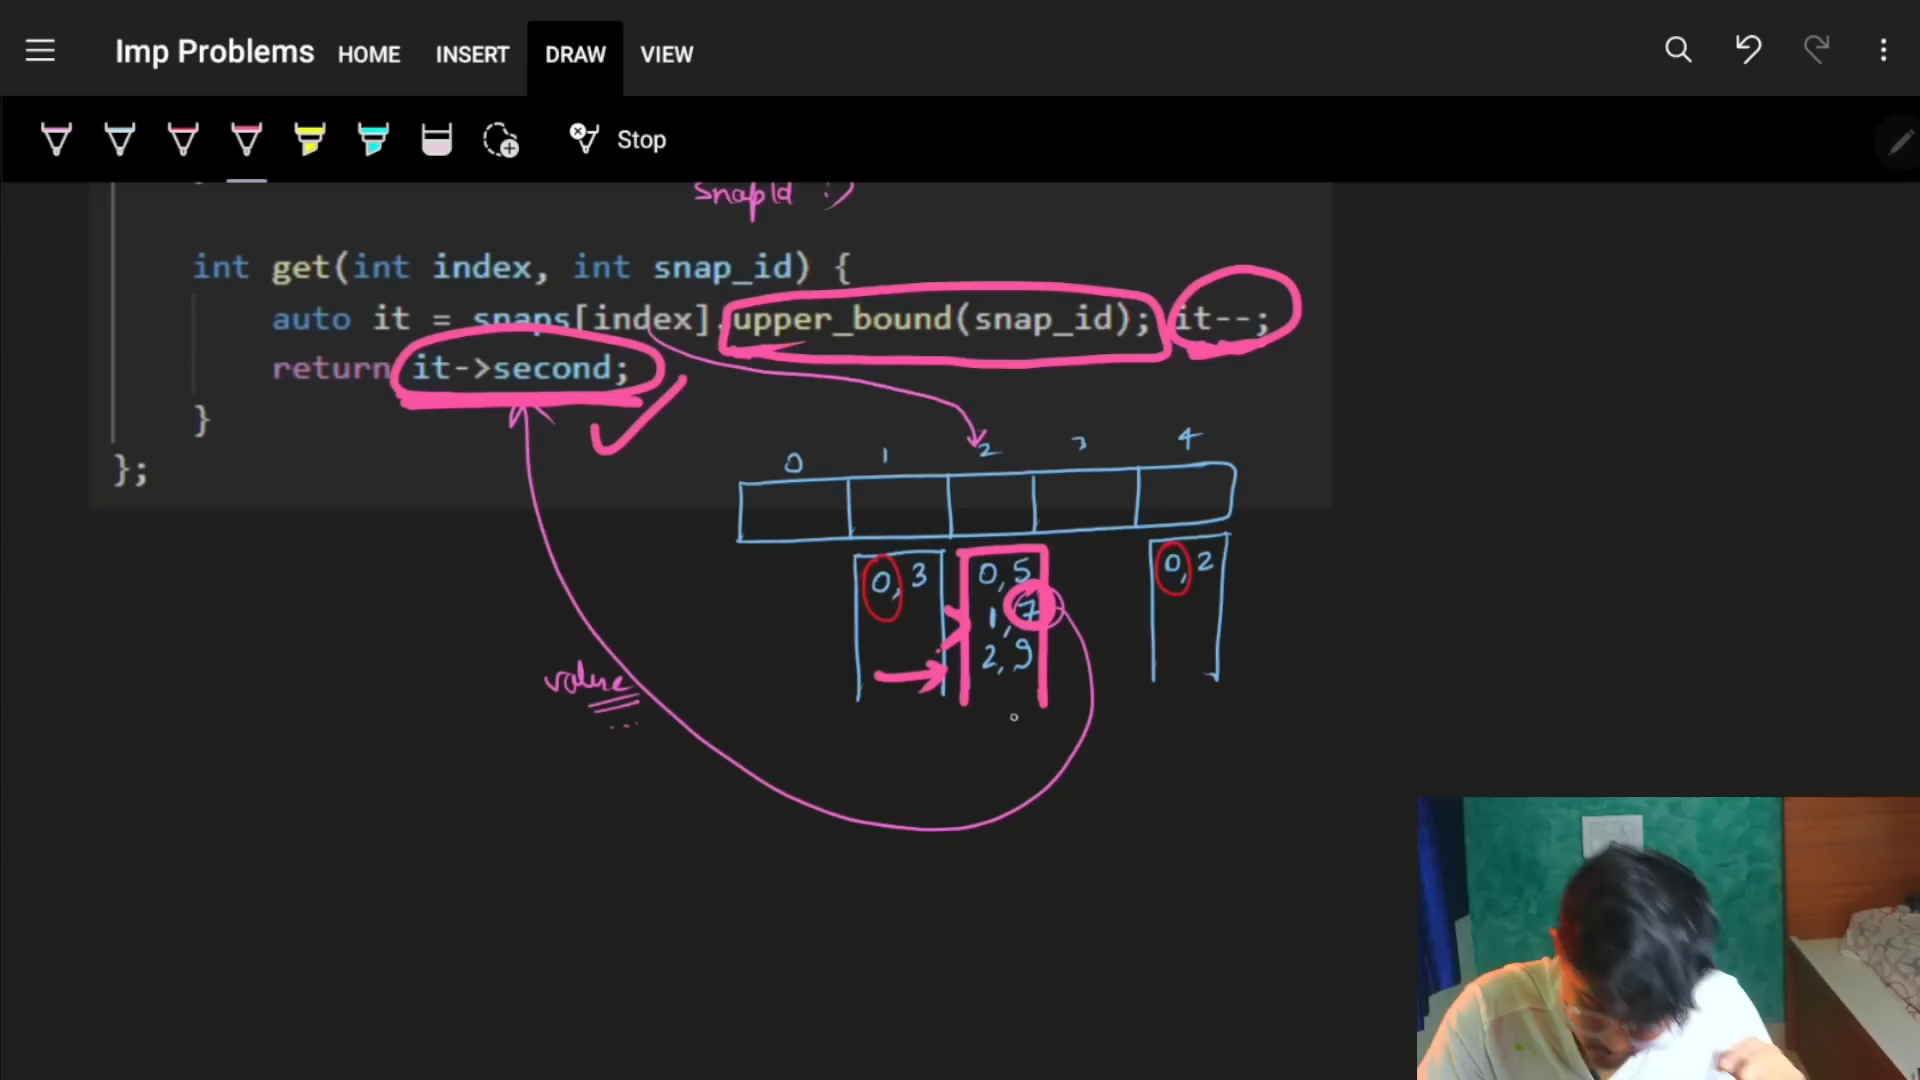 Imp Problems HOME INSERT DRAW VIEW
Stop
SnapId :)
int get(int index, int snap_id) {
auto it = snaps[index].upper_bound(snap_id); it--;
return it->second;
}
};
0 1 2 3 4
0, 3 0, 5 0, 2
1, 7
2, 9
value